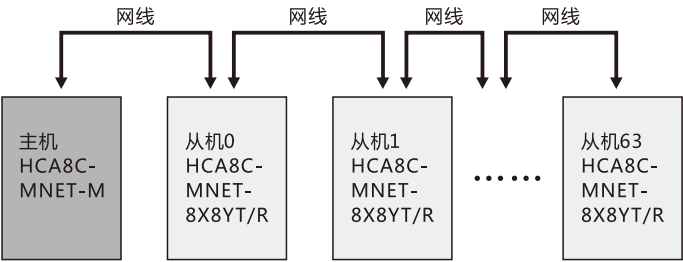 网线
网线
网线
网线
主机
HCA8C-
MNET-M
从机0
HCA8C-
MNET-
8X8YT/R
从机1
HCA8C-
MNET-
8X8YT/R
……
从机63
HCA8C-
MNET-
8X8YT/R